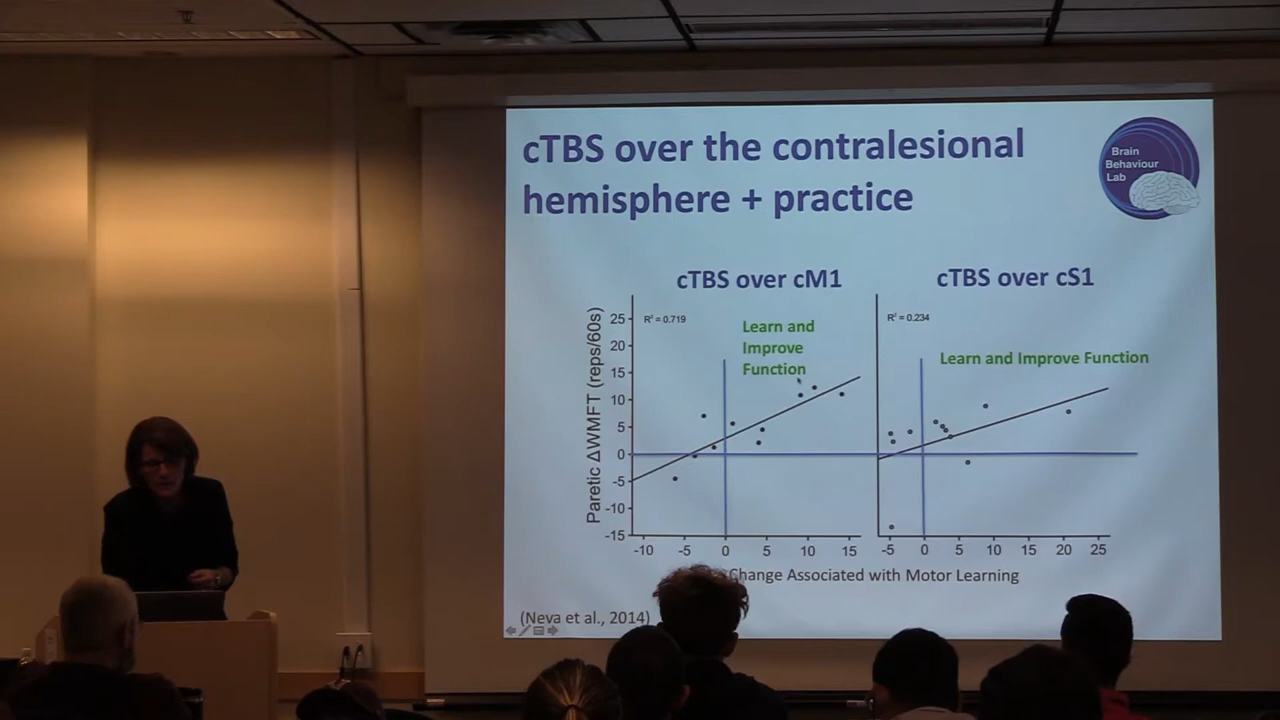 cTBS over the contralesional
hemisphere + practice
Brain
Behaviour
Lab
cTBS over cM1
cTBS over cS1
Paretic ΔWMFT (reps/60s)
25
20
15
10
5
0
-5
-10
-15
R² = 0.719
Learn and
Improve
Function
R² = 0.234
Learn and Improve Function
-10 -5 0 5 10 15
-5 0 5 10 15 20 25
Change Associated with Motor Learning
(Neva et al., 2014)